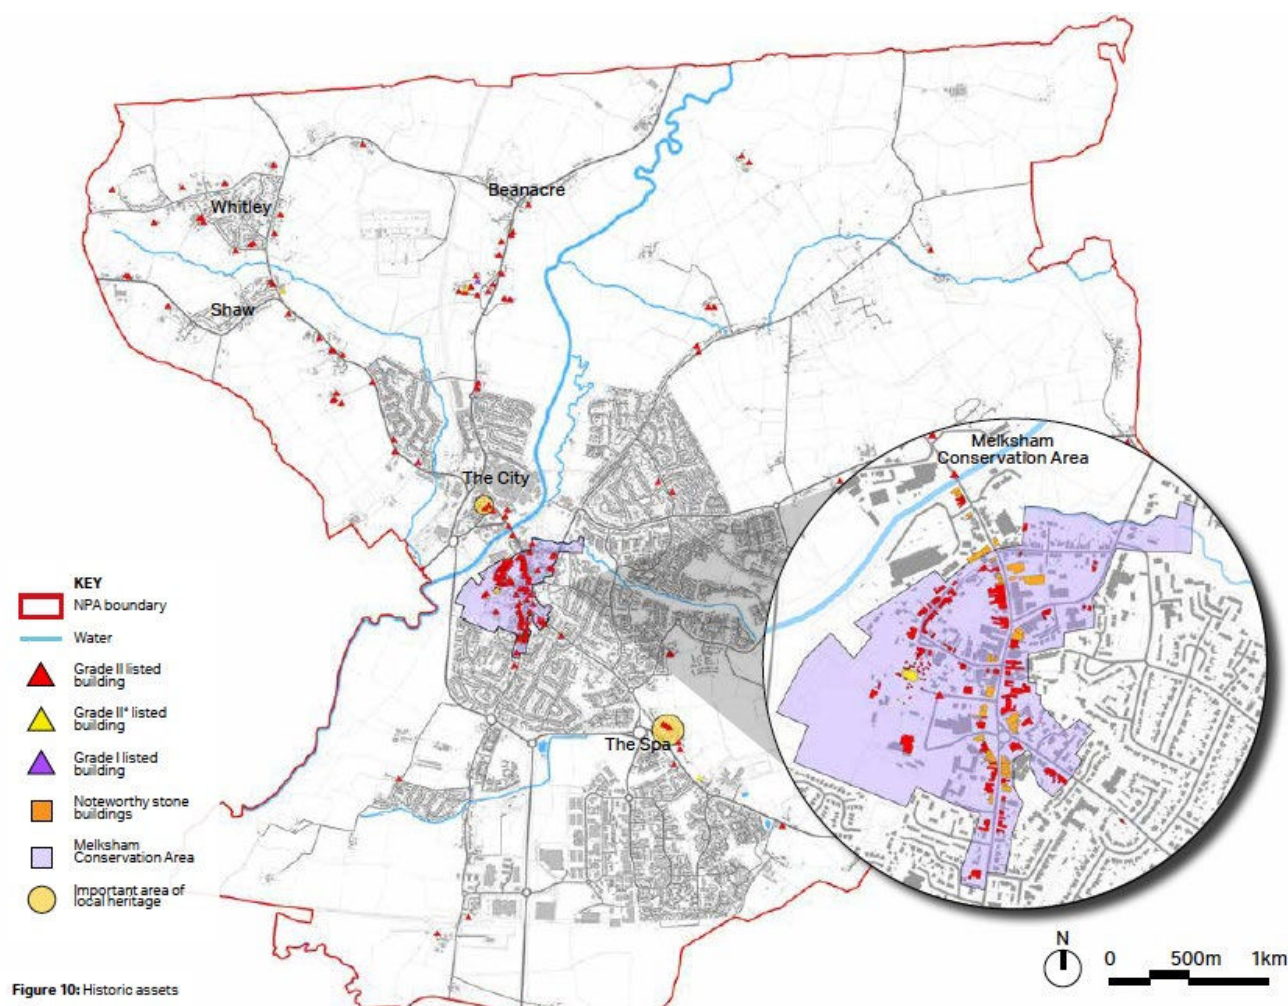 Beanacre
Whitley
Shaw
Melksham
Conservation Area
The City
The Spa
KEY
NPA boundary
Water
Grade II listed
building
Grade II* listed
building
Grade I listed
building
Noteworthy stone
buildings
Melksham
Conservation Area
Important area of
local heritage
N
0 500m 1km
Figure 10: Historic assets